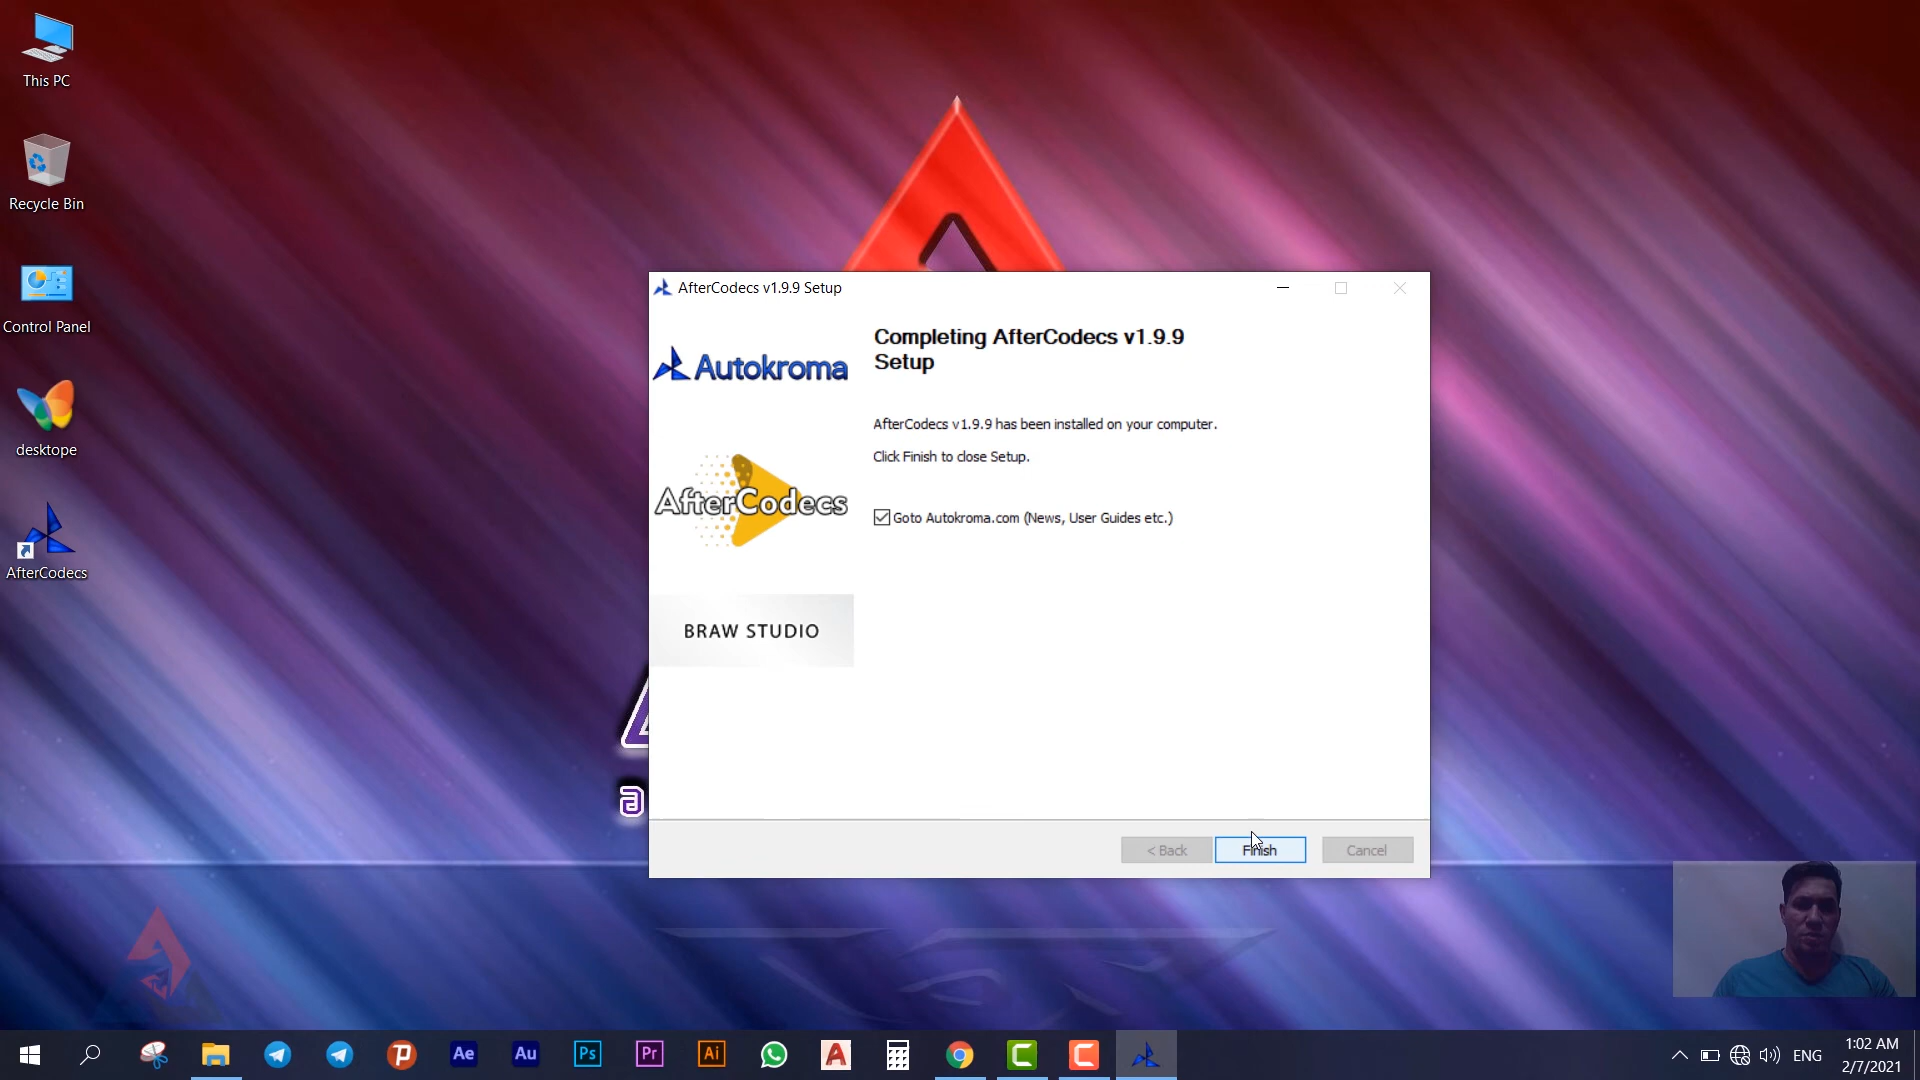 This PC
Recycle Bin
Control Panel
desktope
AfterCodecs
AfterCodecs v1.9.9 Setup
Autokroma
AfterCodecs
BRAW STUDIO
Completing AfterCodecs v1.9.9
Setup
AfterCodecs v1.9.9 has been installed on your computer.
Click Finish to close Setup.
Goto Autokroma.com (News, User Guides etc.)
< Back
Finish
Cancel
a
Ae
Au
Ps
Pr
Ai
ENG
1:02 AM
2/7/2021